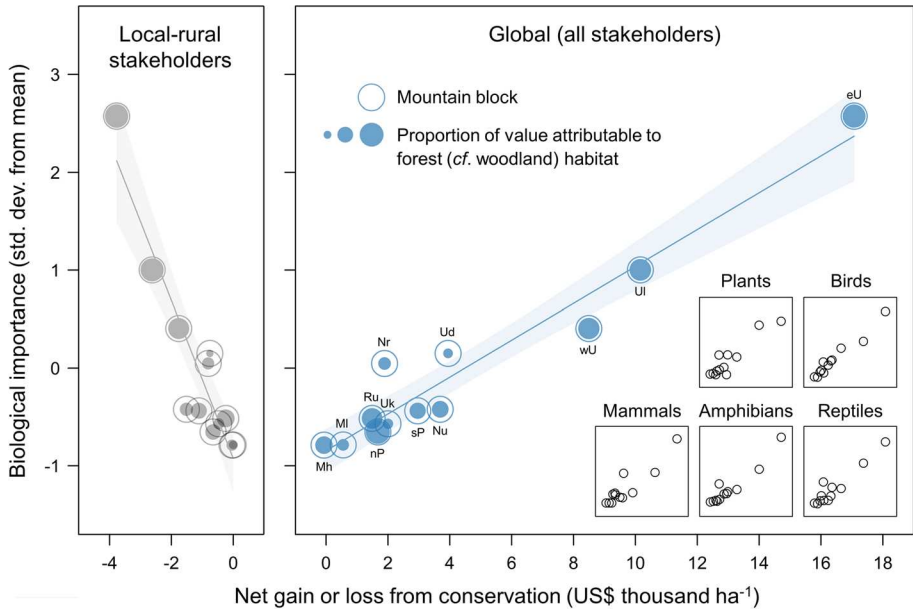 Local-rural
stakeholders
Global (all stakeholders)
Mountain block
Proportion of value attributable to
forest (cf. woodland) habitat
Biological importance (std. dev. from mean)
3
2
1
0
-1
eU
Ul
wU
Ud
Nr
Ru
Uk
Ml
Mh
nP
sP
Nu
Plants
Birds
Mammals
Amphibians
Reptiles
-4
-2
0
0
2
4
6
8
10
12
14
16
18
Net gain or loss from conservation (US$ thousand ha-1)